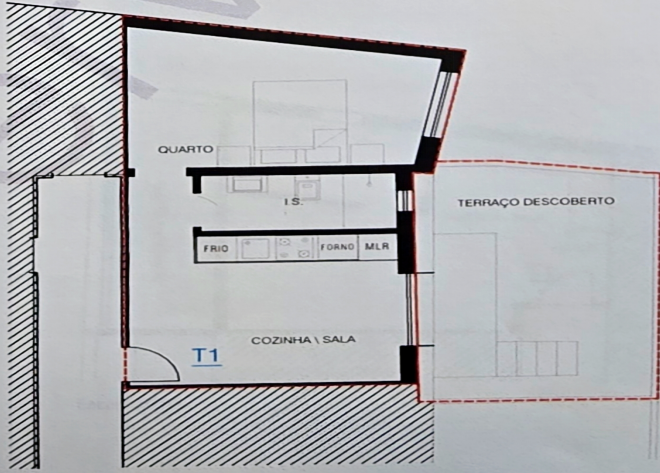 QUARTO
I.S.
TERRAÇO DESCOBERTO
FRIO
FORNO
MLR
COZINHA \ SALA
T1